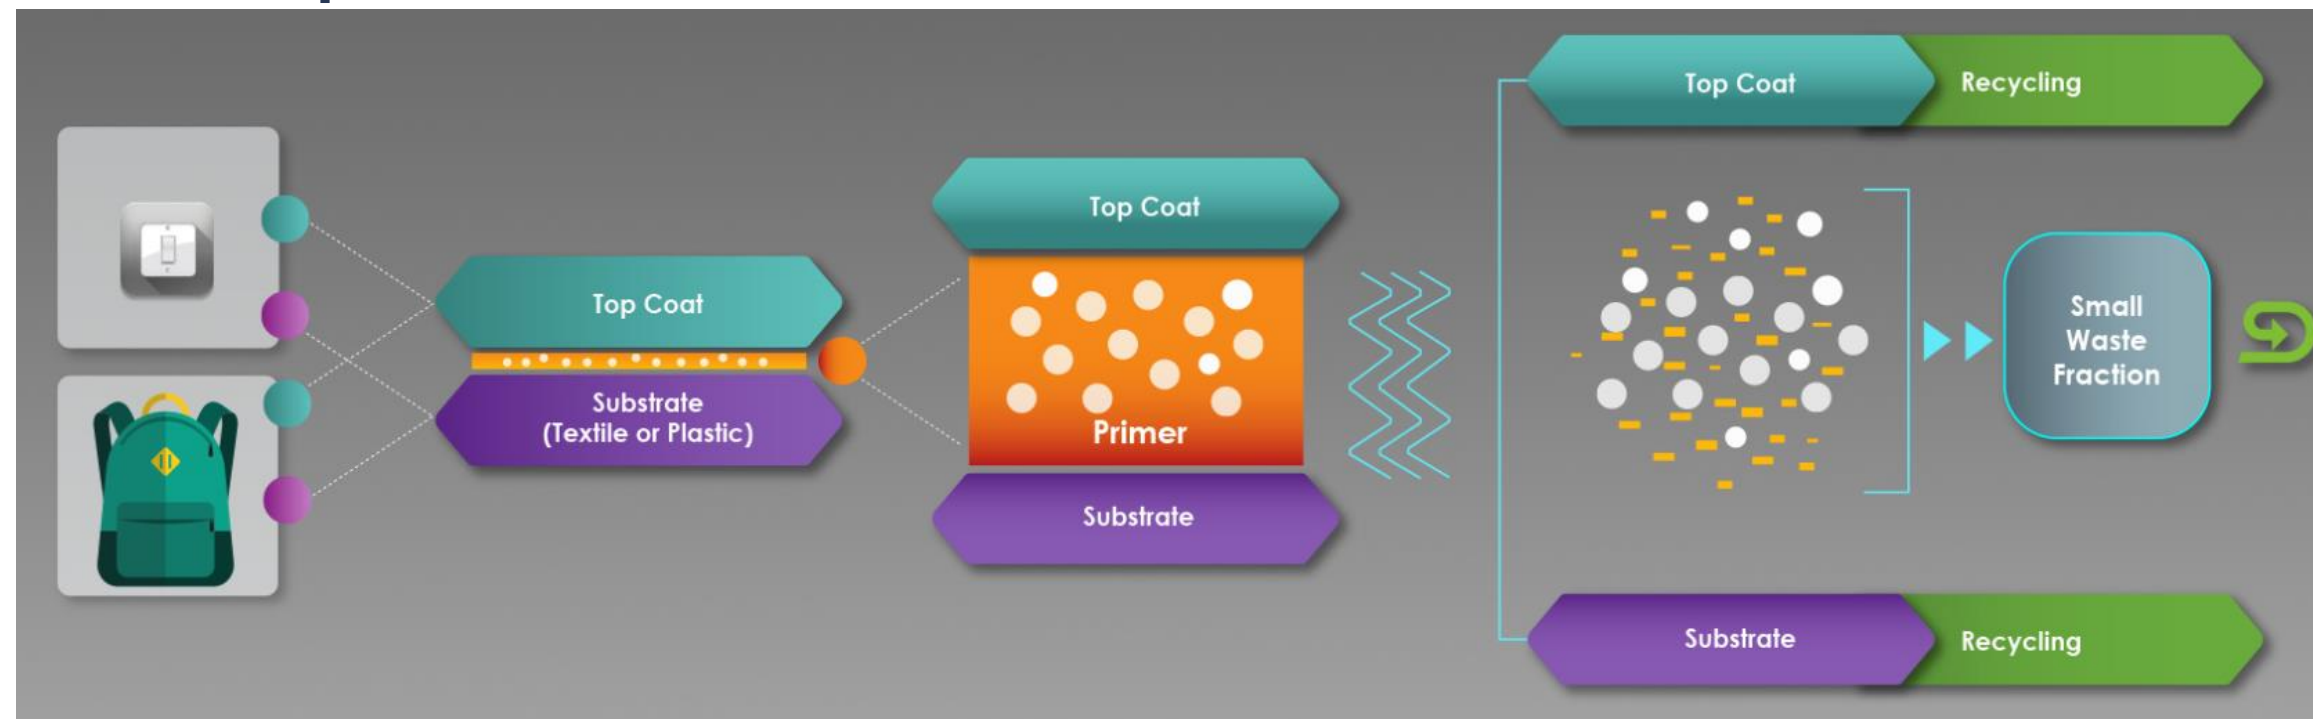 Top Coat
Substrate
(Textile or Plastic)
Top Coat
Primer
Substrate
Top Coat
Recycling
Small
Waste
Fraction
Substrate
Recycling